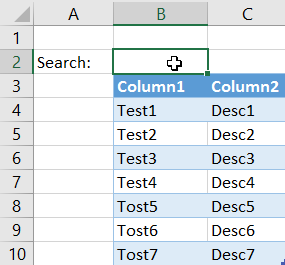 A B C
1
2 Search:
3 Column1 Column2
4 Test1 Desc1
5 Test2 Desc2
6 Test3 Desc3
7 Test4 Desc4
8 Tost5 Desc5
9 Tost6 Desc6
10 Tost7 Desc7